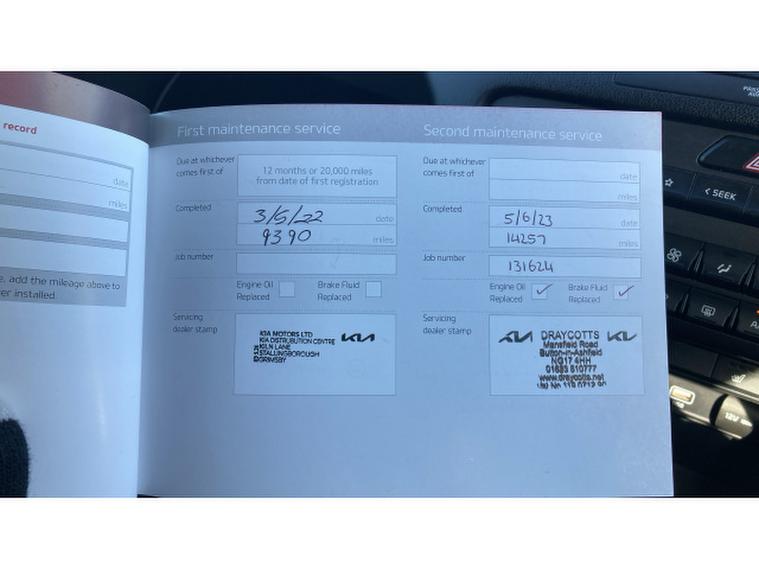 record
date
miles
e, add the mileage above to
er installed.
First maintenance service
Due at whichever
comes first of
12 months or 20,000 miles
from date of first registration
Completed
3/5/22 date
9390 miles
Job number
Engine Oil
Replaced
Brake Fluid
Replaced
Servicing
dealer stamp
KIA MOTORS LTD
KIA DISTRIBUTION CENTRE
KILN LANE
STALLINGBOROUGH
GRIMSBY
KIA
Second maintenance service
Due at whichever
comes first of
date
miles
Completed
5/6/23 date
14257 miles
Job number
131624
Engine Oil ✓
Replaced
Brake Fluid ✓
Replaced
Servicing
dealer stamp
KIA DRAYCOTTS KIA
Mansfield Road
Sutton-in-Ashfield
NG17 4HH
01623 810777
www.draycotts.net
SEEK
12V